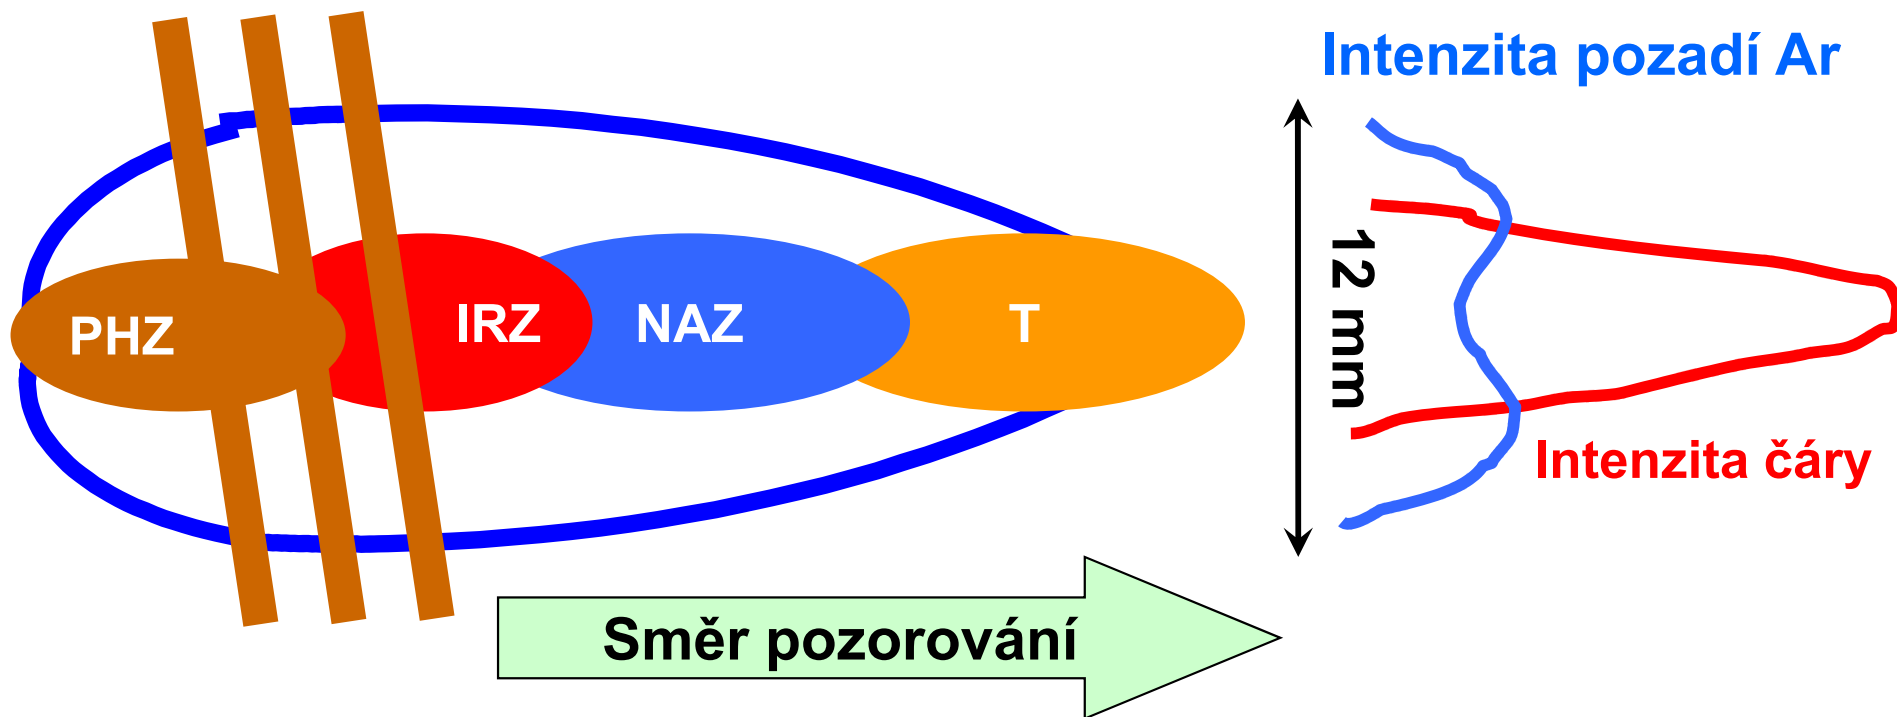 Intenzita pozadí Ar
PHZ
IRZ
NAZ
T
12 mm
Intenzita čáry
Směr pozorování